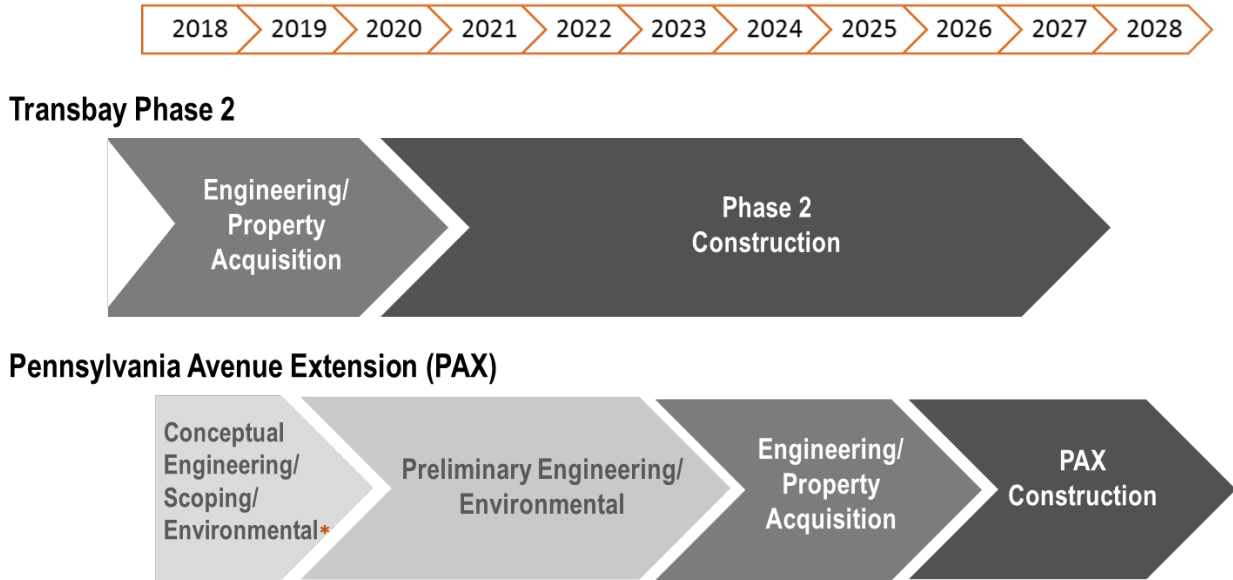 2018 2019 2020 2021 2022 2023 2024 2025 2026 2027 2028
Transbay Phase 2
Engineering/
Property
Acquisition
Phase 2
Construction
Pennsylvania Avenue Extension (PAX)
Conceptual
Engineering/
Scoping/
Environmental*
Preliminary Engineering/
Environmental
Engineering/
Property
Acquisition
PAX
Construction